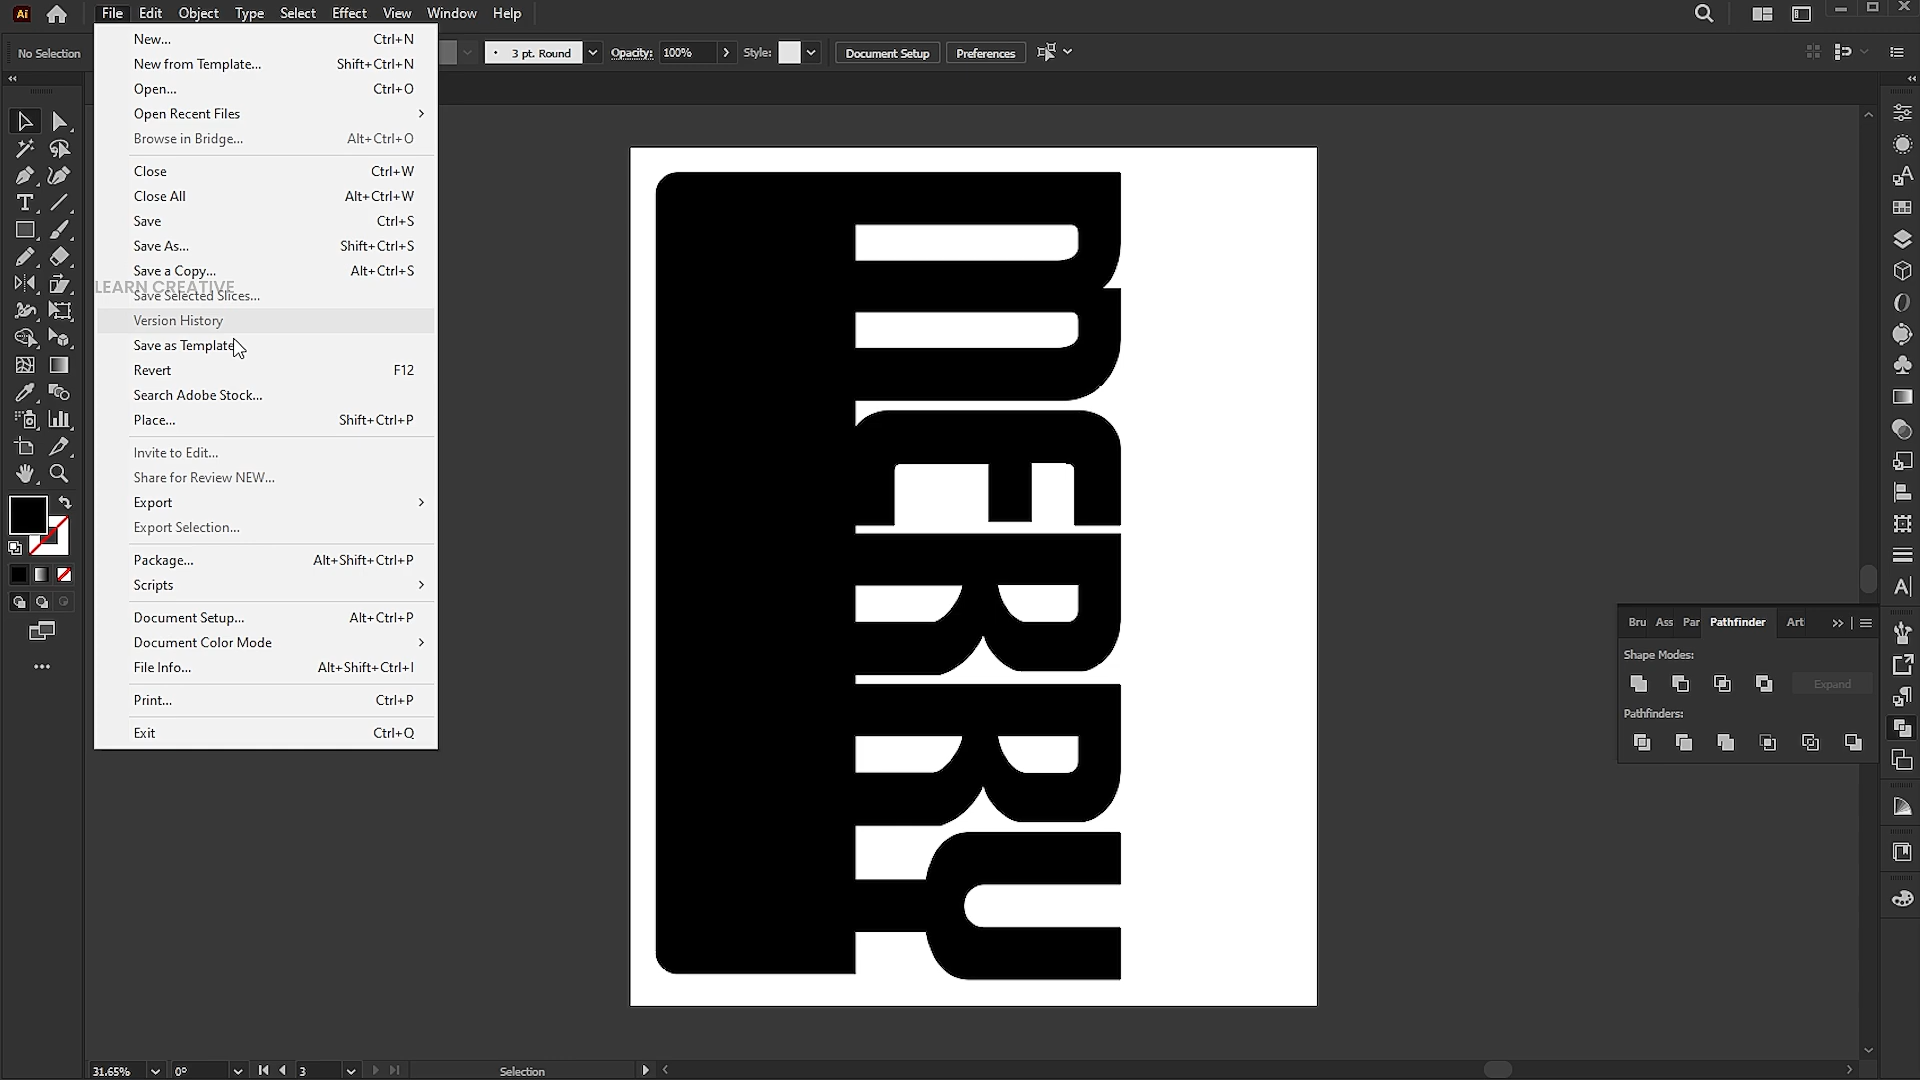 Ai File Edit Object Type Select Effect View Window Help
No Selection 3 pt. Round Opacity: 100% Style: Document Setup Preferences
New... Ctrl+N
New from Template... Shift+Ctrl+N
Open... Ctrl+O
Open Recent Files
Browse in Bridge... Alt+Ctrl+O
Close Ctrl+W
Close All Alt+Ctrl+W
Save Ctrl+S
Save As... Shift+Ctrl+S
Save a Copy... Alt+Ctrl+S
LEARN CREATIVE
Save Selected Slices...
Version History
Save as Template
Revert F12
Search Adobe Stock...
Place... Shift+Ctrl+P
Invite to Edit...
Share for Review NEW...
Export
Export Selection...
Package... Alt+Shift+Ctrl+P
Scripts
Document Setup... Alt+Ctrl+P
Document Color Mode
File Info... Alt+Shift+Ctrl+I
Print... Ctrl+P
Exit Ctrl+Q
mERRY
Bru Ass Par Pathfinder Art
Shape Modes:
Expand
Pathfinders:
31.65% 0° 3 Selection